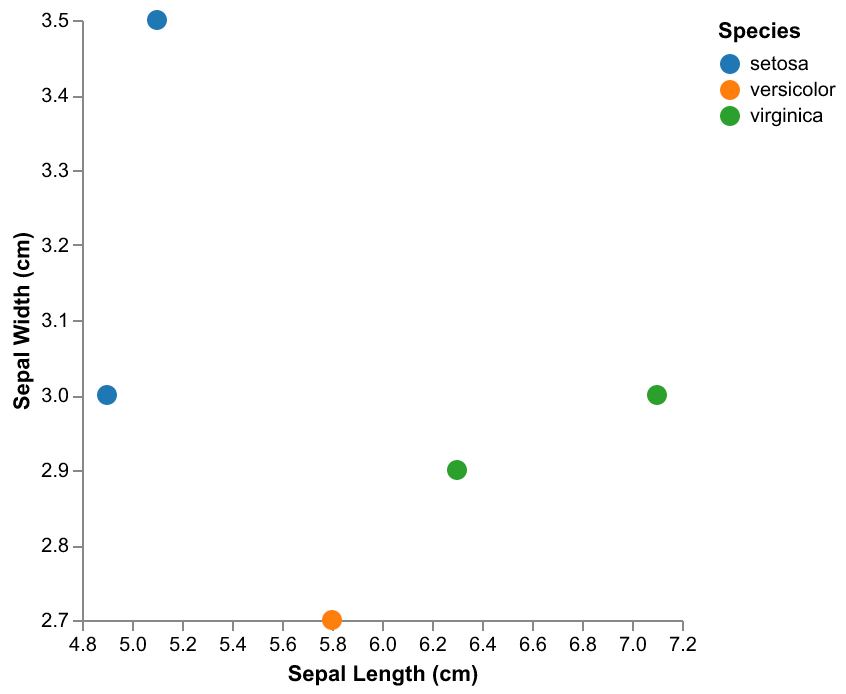 3.5
3.4
3.3
3.2
3.1
3.0
2.9
2.8
2.7
Sepal Width (cm)
4.8 5.0 5.2 5.4 5.6 5.8 6.0 6.2 6.4 6.6 6.8 7.0 7.2
Sepal Length (cm)
Species
setosa
versicolor
virginica